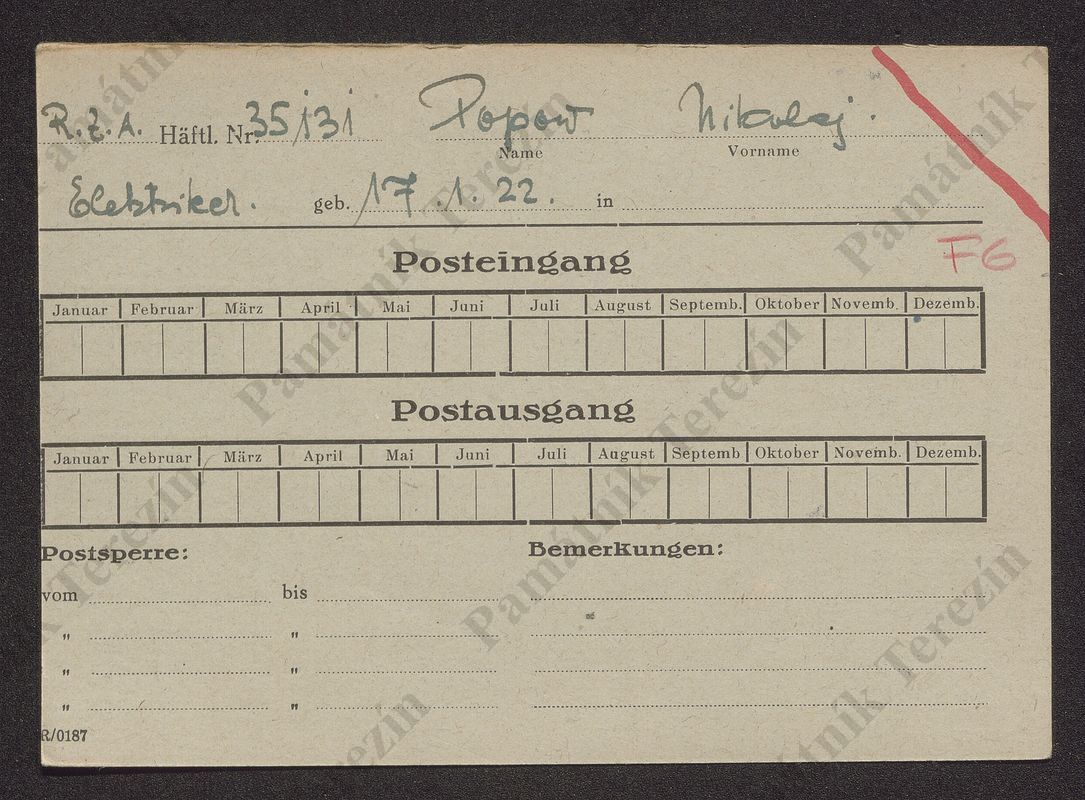 R.Z.A. Häftl. Nr. 35131 Popow Nikolaj.
Name Vorname
Elektriker. geb. 17.1.22. in
F6
Posteingang
Januar Februar März April Mai Juni Juli August Septemb. Oktober Novemb. Dezemb.
Postausgang
Januar Februar März April Mai Juni Juli August Septemb Oktober Novemb. Dezemb.
Postsperre: Bemerkungen:
vom bis
" "
" "
" "
R/0187
Památník Terezín